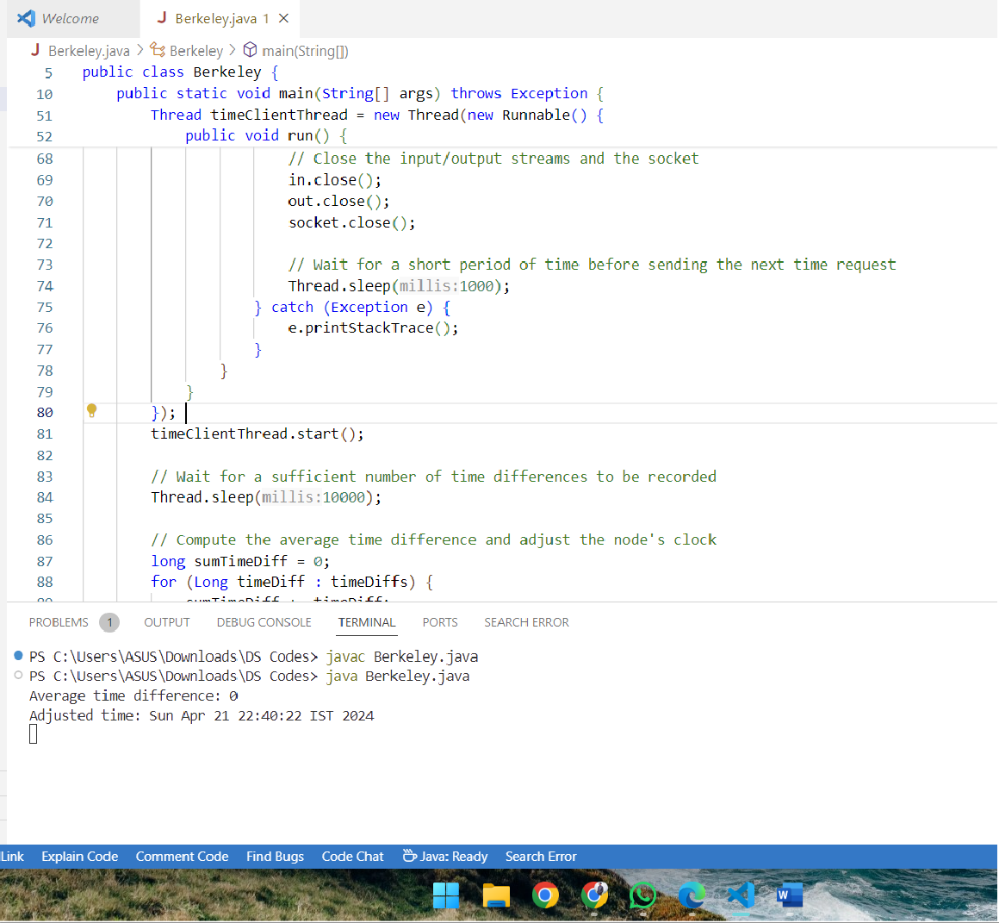 Welcome
J Berkeley.java 1
J Berkeley.java > Berkeley > main(String[])
5 public class Berkeley {
10 public static void main(String[] args) throws Exception {
51 Thread timeClientThread = new Thread(new Runnable() {
52 public void run() {
68 // Close the input/output streams and the socket
69 in.close();
70 out.close();
71 socket.close();
72
73 // Wait for a short period of time before sending the next time request
74 Thread.sleep(millis:1000);
75 } catch (Exception e) {
76 e.printStackTrace();
77 }
78 }
79 }
80 });
81 timeClientThread.start();
82
83 // Wait for a sufficient number of time differences to be recorded
84 Thread.sleep(millis:10000);
85
86 // Compute the average time difference and adjust the node's clock
87 long sumTimeDiff = 0;
88 for (Long timeDiff : timeDiffs) {
PROBLEMS 1 OUTPUT DEBUG CONSOLE TERMINAL PORTS SEARCH ERROR
PS C:\Users\ASUS\Downloads\DS Codes> javac Berkeley.java
PS C:\Users\ASUS\Downloads\DS Codes> java Berkeley.java
Average time difference: 0
Adjusted time: Sun Apr 21 22:40:22 IST 2024
Link Explain Code Comment Code Find Bugs Code Chat Java: Ready Search Error
W